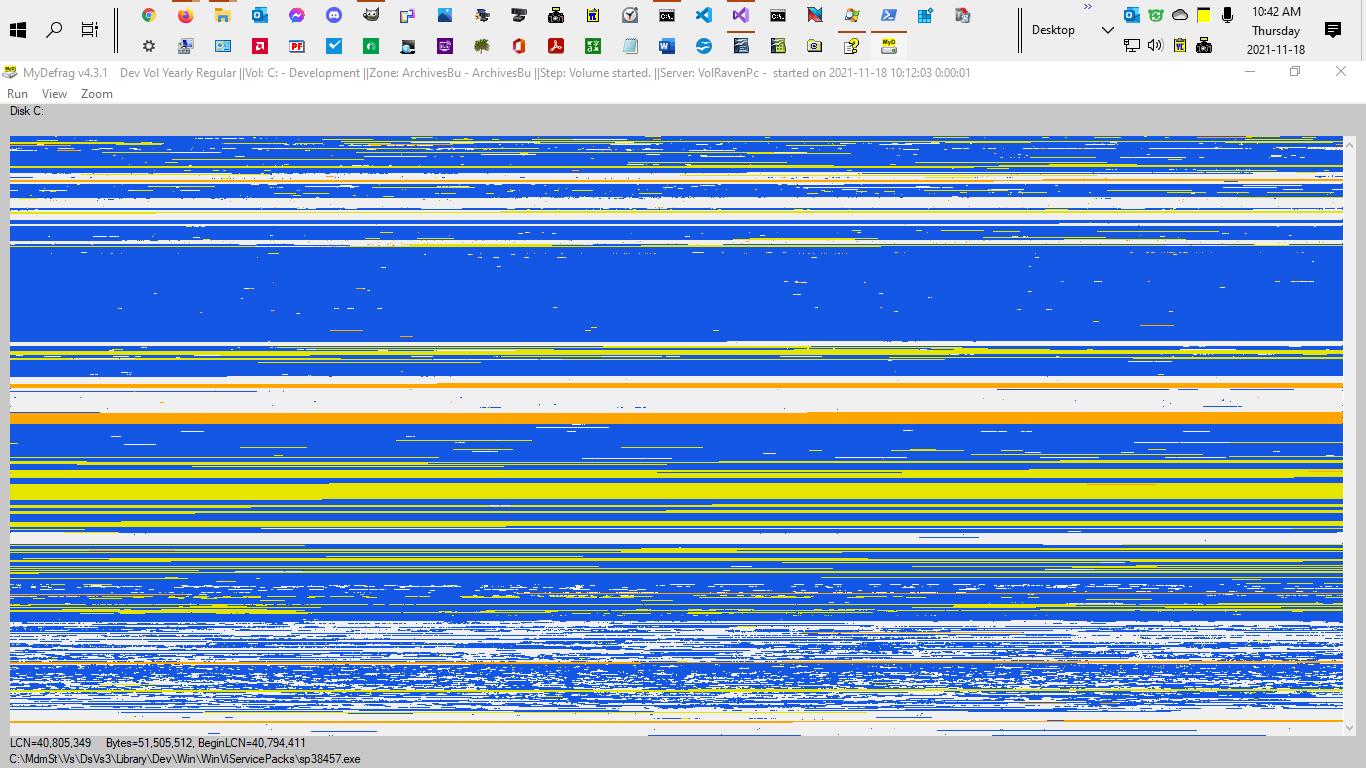 10:42 AM
Desktop
Thursday
2021-11-18
MyDefrag v4.3.1 Dev Vol Yearly Regular ||Vol: C: - Development ||Zone: ArchivesBu - ArchivesBu ||Step: Volume started. ||Server: VolRavenPc - started on 2021-11-18 10:12:03 0:00:01
Run View Zoom
Disk C:
LCN=40,805,349 Bytes=51,505,512, BeginLCN=40,794,411
C:\MdmSt\Vs\DsVs3\Library\Dev\Win\WinViServicePacks\sp38457.exe